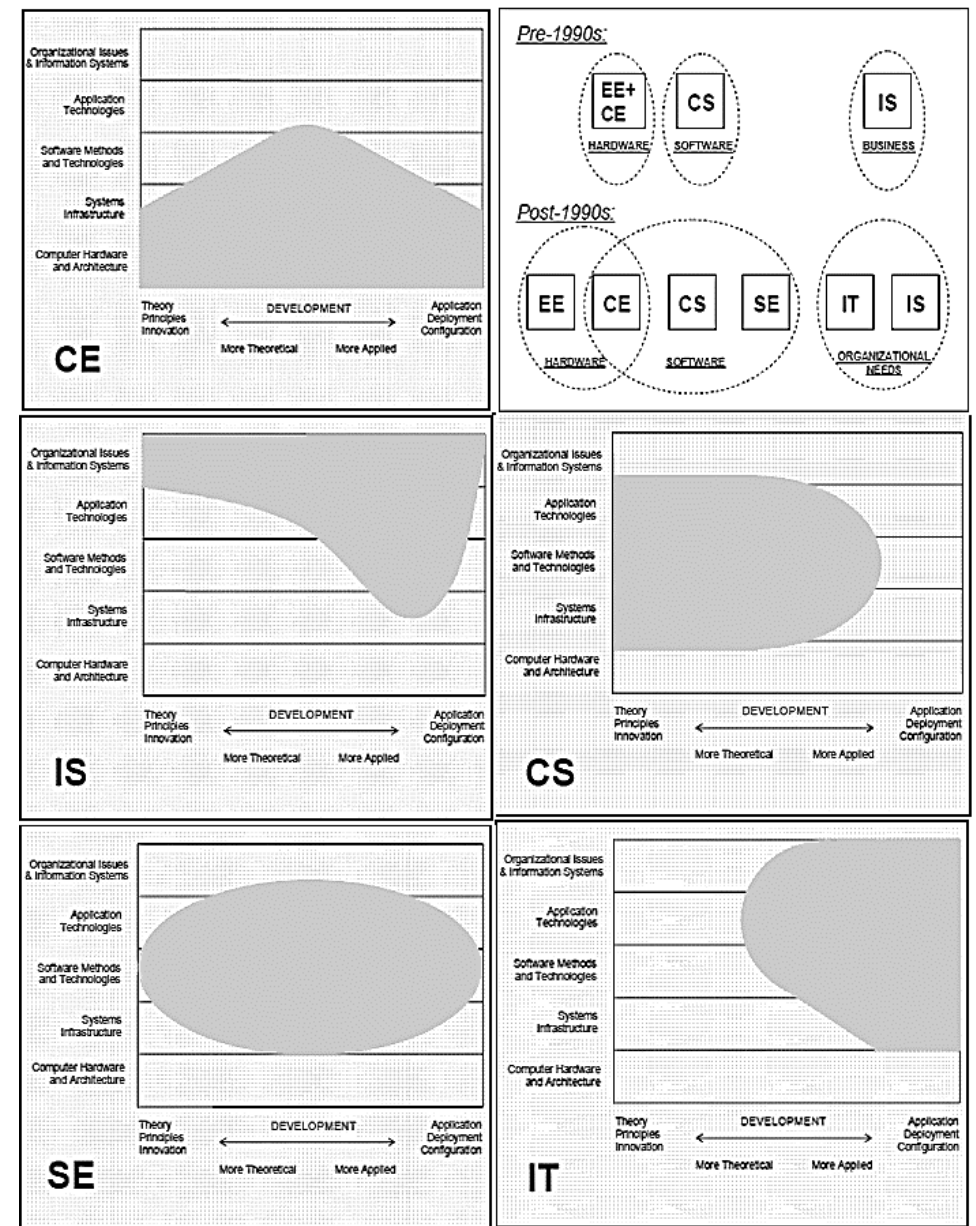 Organizational Issues
& Information Systems
Application
Technologies
Software Methods
and Technologies
Systems
Infrastructure
Computer Hardware
and Architecture
Theory
Principles
Innovation
DEVELOPMENT
More Theoretical
More Applied
Application
Deployment
Configuration
CE
Pre-1990s:
EE+
CE
CS
IS
HARDWARE
SOFTWARE
BUSINESS
Post-1990s:
EE
CE
CS
SE
IT
IS
HARDWARE
SOFTWARE
ORGANIZATIONAL
NEEDS
Organizational Issues
& Information Systems
Application
Technologies
Software Methods
and Technologies
Systems
Infrastructure
Computer Hardware
and Architecture
Theory
Principles
Innovation
DEVELOPMENT
More Theoretical
More Applied
Application
Deployment
Configuration
IS
Organizational Issues
& Information Systems
Application
Technologies
Software Methods
and Technologies
Systems
Infrastructure
Computer Hardware
and Architecture
Theory
Principles
Innovation
DEVELOPMENT
More Theoretical
More Applied
Application
Deployment
Configuration
CS
Organizational Issues
& Information Systems
Application
Technologies
Software Methods
and Technologies
Systems
Infrastructure
Computer Hardware
and Architecture
Theory
Principles
Innovation
DEVELOPMENT
More Theoretical
More Applied
Application
Deployment
Configuration
SE
Organizational Issues
& Information Systems
Application
Technologies
Software Methods
and Technologies
Systems
Infrastructure
Computer Hardware
and Architecture
Theory
Principles
Innovation
DEVELOPMENT
More Theoretical
More Applied
Application
Deployment
Configuration
IT